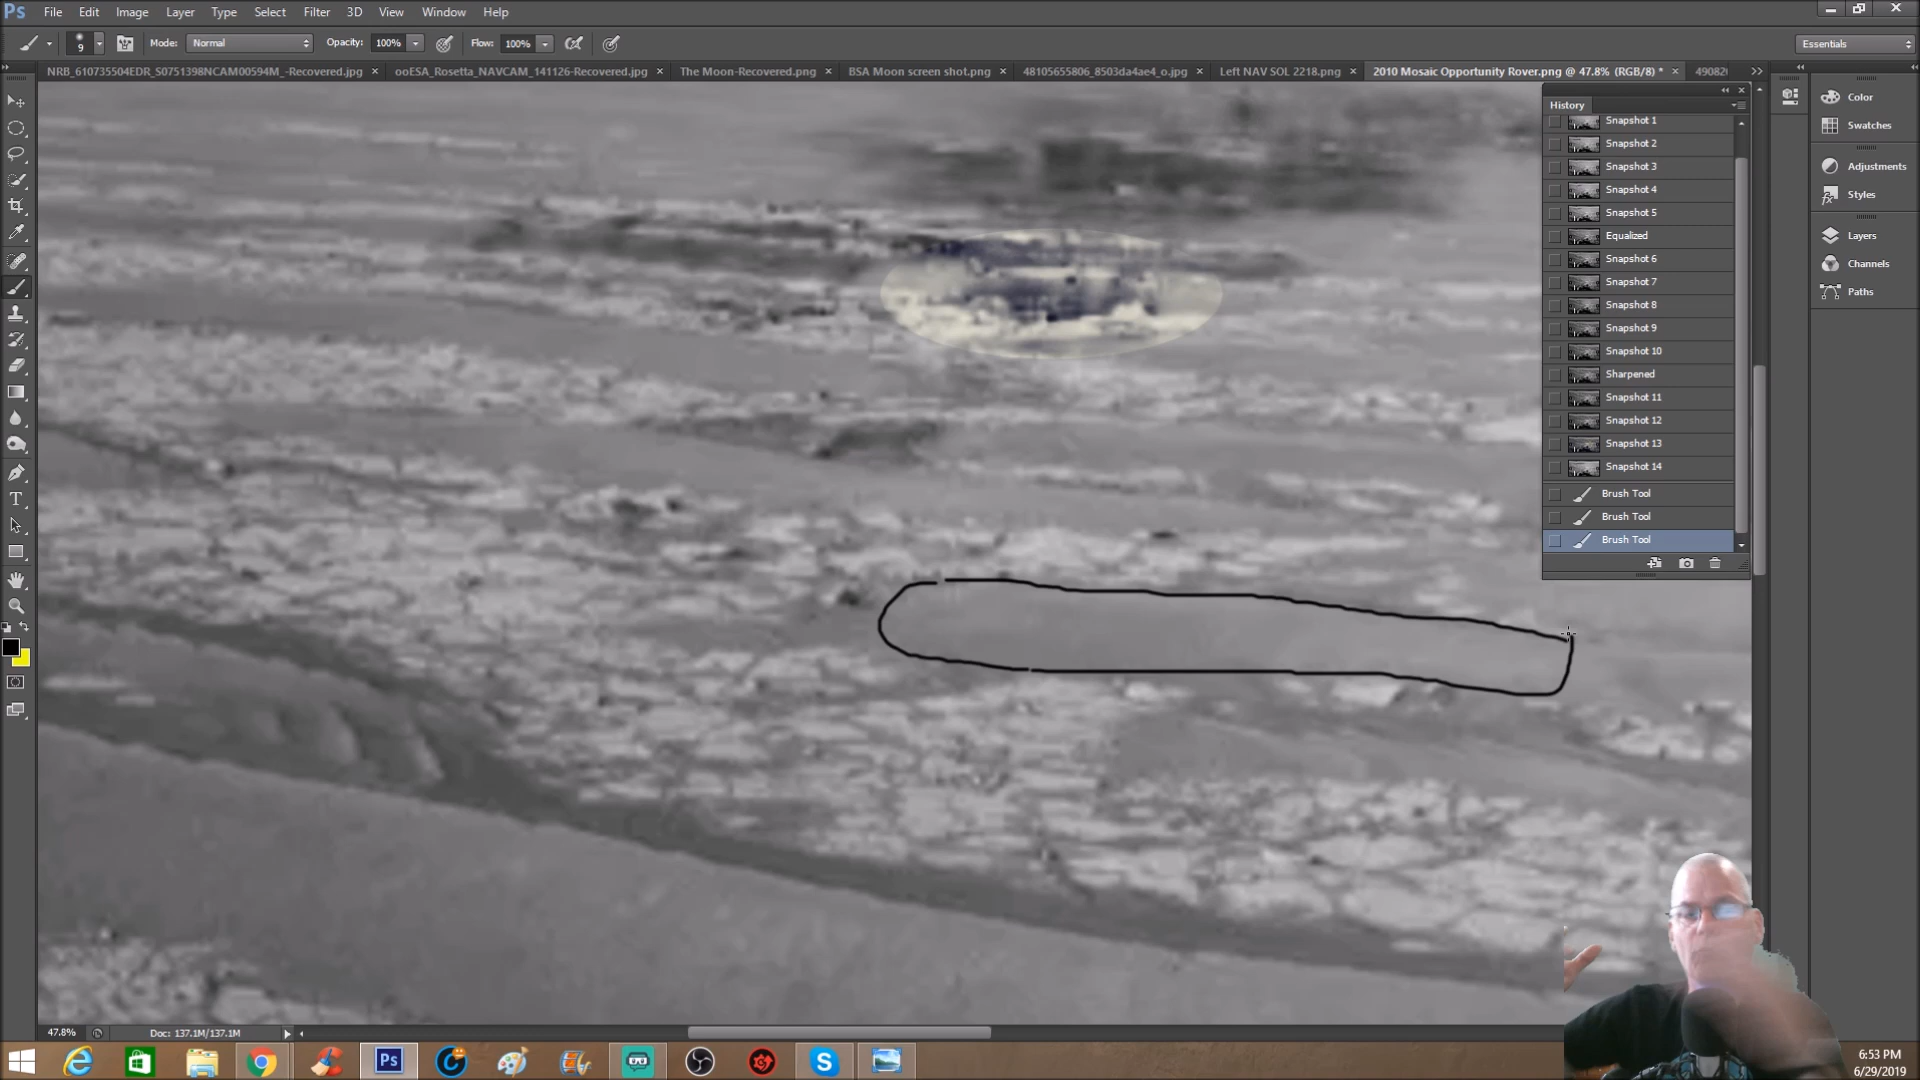 Ps File Edit Image Layer Type Select Filter 3D View Window Help
9 Mode: Normal Opacity: 100% Flow: 100% Essentials
NRB_610735504EDR_S0751398NCAM00594M_-Recovered.jpg × ooESA_Rosetta_NAVCAM_141126-Recovered.jpg × The Moon-Recovered.png × BSA Moon screen shot.png × 48105655806_8503da4ae4_o.jpg × Left NAV SOL 2218.png × 2010 Mosaic Opportunity Rover.png @ 47.8% (RGB/8) * × 49082
History
Snapshot 1
Snapshot 2
Snapshot 3
Snapshot 4
Snapshot 5
Equalized
Snapshot 6
Snapshot 7
Snapshot 8
Snapshot 9
Snapshot 10
Sharpened
Snapshot 11
Snapshot 12
Snapshot 13
Snapshot 14
Brush Tool
Brush Tool
Brush Tool
Color
Swatches
Adjustments
Styles
Layers
Channels
Paths
T
47.8% Doc: 137.1M/137.1M
Ps
S
6:53 PM
6/29/2019